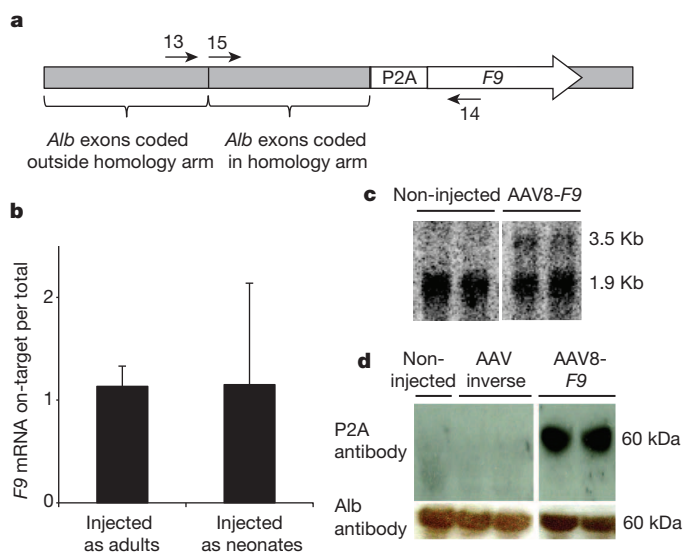 a
13 15
P2A F9
14
Alb exons coded
outside homology arm
Alb exons coded
in homology arm
b
F9 mRNA on-target per total
2
1
0
Injected
as adults
Injected
as neonates
c
Non-injected AAV8-F9
3.5 Kb
1.9 Kb
d
Non-
injected
AAV
inverse
AAV8-
F9
P2A
antibody
60 kDa
Alb
antibody
60 kDa